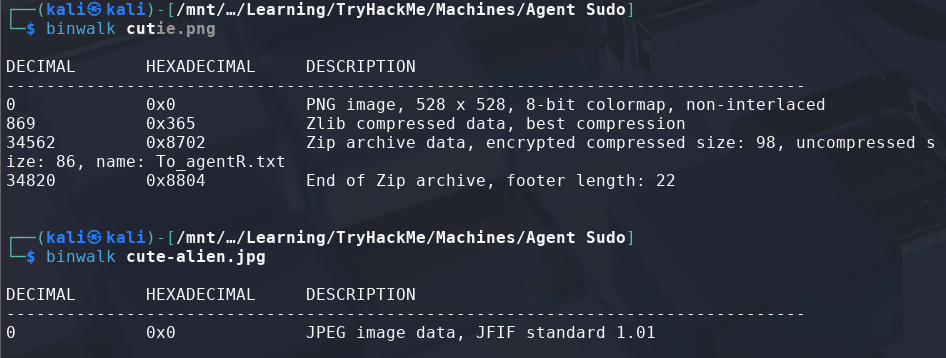 ┌──(kali㉿kali)-[/mnt/…/Learning/TryHackMe/Machines/Agent Sudo]
└─$ binwalk cutie.png
DECIMAL       HEXADECIMAL     DESCRIPTION
--------------------------------------------------------------------------------
0             0x0             PNG image, 528 x 528, 8-bit colormap, non-interlaced
869           0x365           Zlib compressed data, best compression
34562         0x8702          Zip archive data, encrypted compressed size: 98, uncompressed s
ize: 86, name: To_agentR.txt
34820         0x8804          End of Zip archive, footer length: 22
┌──(kali㉿kali)-[/mnt/…/Learning/TryHackMe/Machines/Agent Sudo]
└─$ binwalk cute-alien.jpg
DECIMAL       HEXADECIMAL     DESCRIPTION
--------------------------------------------------------------------------------
0             0x0             JPEG image data, JFIF standard 1.01